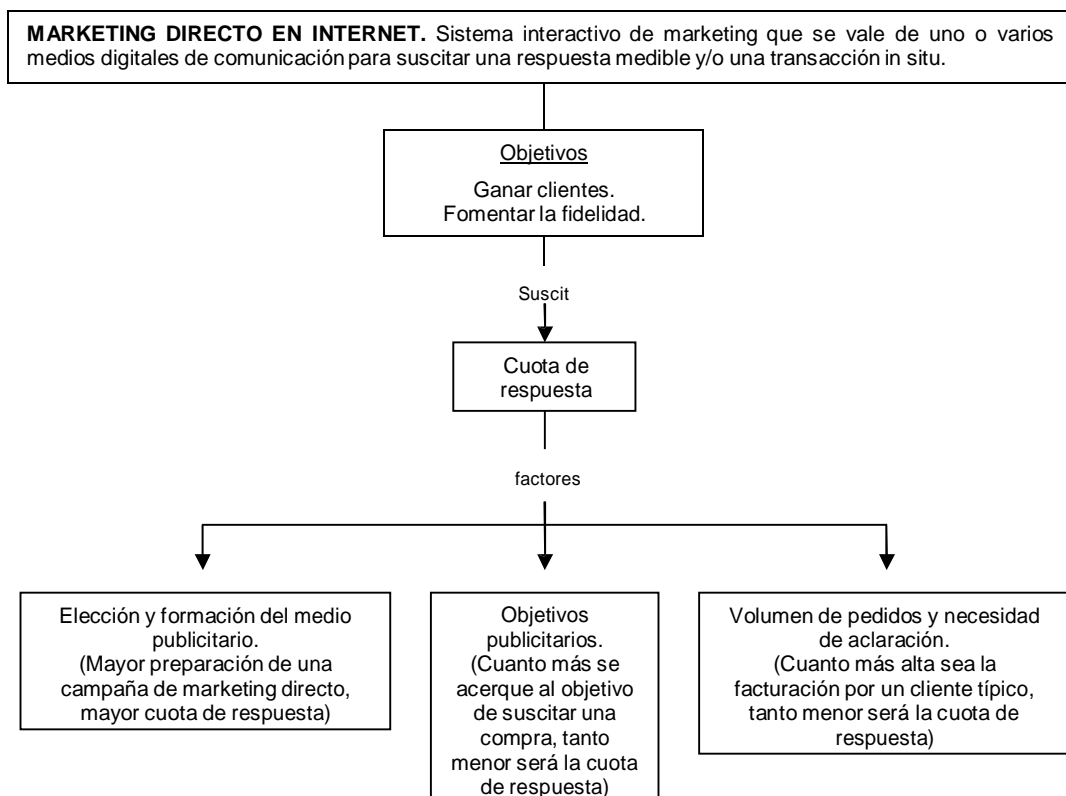 MARKETING DIRECTO EN INTERNET. Sistema interactivo de marketing que se vale de uno o varios
medios digitales de comunicación para suscitar una respuesta medible y/o una transacción in situ.
Objetivos
Ganar clientes.
Fomentar la fidelidad.
Suscit
Cuota de
respuesta
factores
Elección y formación del medio
publicitario.
(Mayor preparación de una
campaña de marketing directo,
mayor cuota de respuesta)
Objetivos
publicitarios.
(Cuanto más se
acerque al objetivo
de suscitar una
compra, tanto
menor será la cuota
de respuesta)
Volumen de pedidos y necesidad
de aclaración.
(Cuanto más alta sea la
facturación por un cliente típico,
tanto menor será la cuota de
respuesta)